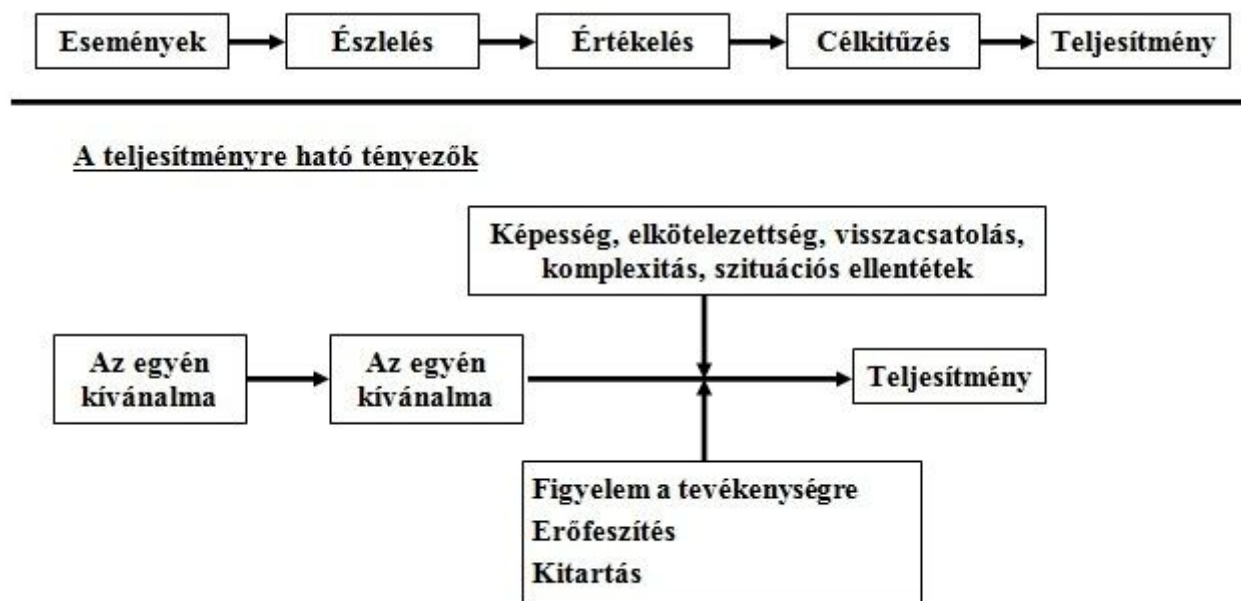 Események
Észlelés
Értékelés
Célkitűzés
Teljesítmény
A teljesítményre ható tényezők
Képesség, elkötelezettség, visszacsatolás,
komplexitás, szituációs ellentétek
Az egyén
kívánalma
Az egyén
kívánalma
Teljesítmény
Figyelem a tevékenységre
Erőfeszítés
Kitartás